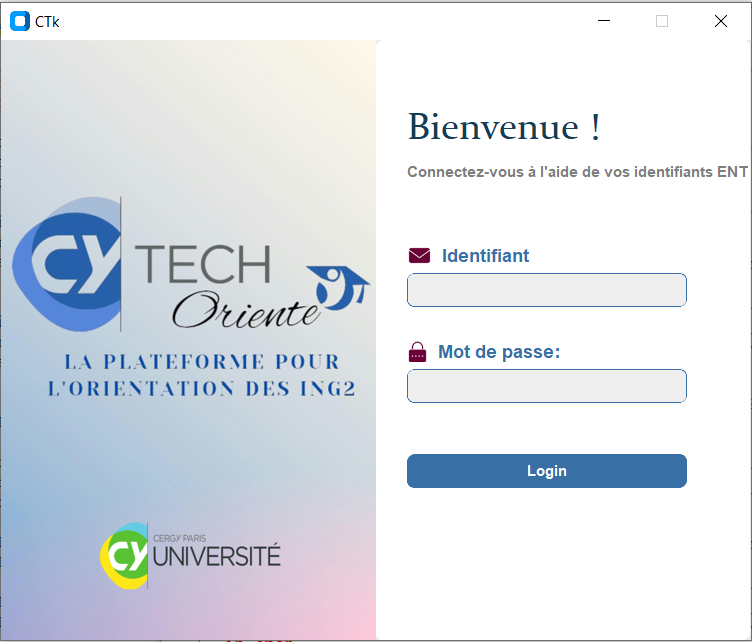 CTk
CY TECH
Oriente
LA PLATEFORME POUR
L'ORIENTATION DES ING2
CY CERGY PARIS
UNIVERSITÉ
Bienvenue !
Connectez-vous à l'aide de vos identifiants ENT
Identifiant
Mot de passe:
Login